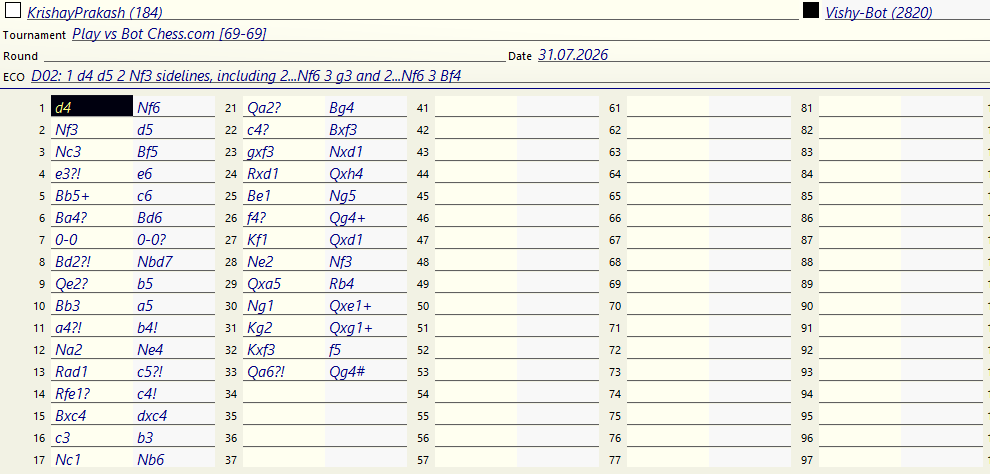 KrishayPrakash (184) Vishy-Bot (2820)
Tournament Play vs Bot Chess.com [69-69]
Round Date 31.07.2026
ECO D02: 1 d4 d5 2 Nf3 sidelines, including 2...Nf6 3 g3 and 2...Nf6 3 Bf4
1 d4 Nf6 21 Qa2? Bg4 41 61 81
2 Nf3 d5 22 c4? Bxf3 42 62 82
3 Nc3 Bf5 23 gxf3 Nxd1 43 63 83
4 e3?! e6 24 Rxd1 Qxh4 44 64 84
5 Bb5+ c6 25 Be1 Ng5 45 65 85
6 Ba4? Bd6 26 f4? Qg4+ 46 66 86
7 0-0 0-0? 27 Kf1 Qxd1 47 67 87
8 Bd2?! Nbd7 28 Ne2 Nf3 48 68 88
9 Qe2? b5 29 Qxa5 Rb4 49 69 89
10 Bb3 a5 30 Ng1 Qxe1+ 50 70 90
11 a4?! b4! 31 Kg2 Qxg1+ 51 71 91
12 Na2 Ne4 32 Kxf3 f5 52 72 92
13 Rad1 c5?! 33 Qa6?! Qg4# 53 73 93
14 Rfe1? c4! 34 54 74 94
15 Bxc4 dxc4 35 55 75 95
16 c3 b3 36 56 76 96
17 Nc1 Nb6 37 57 77 97